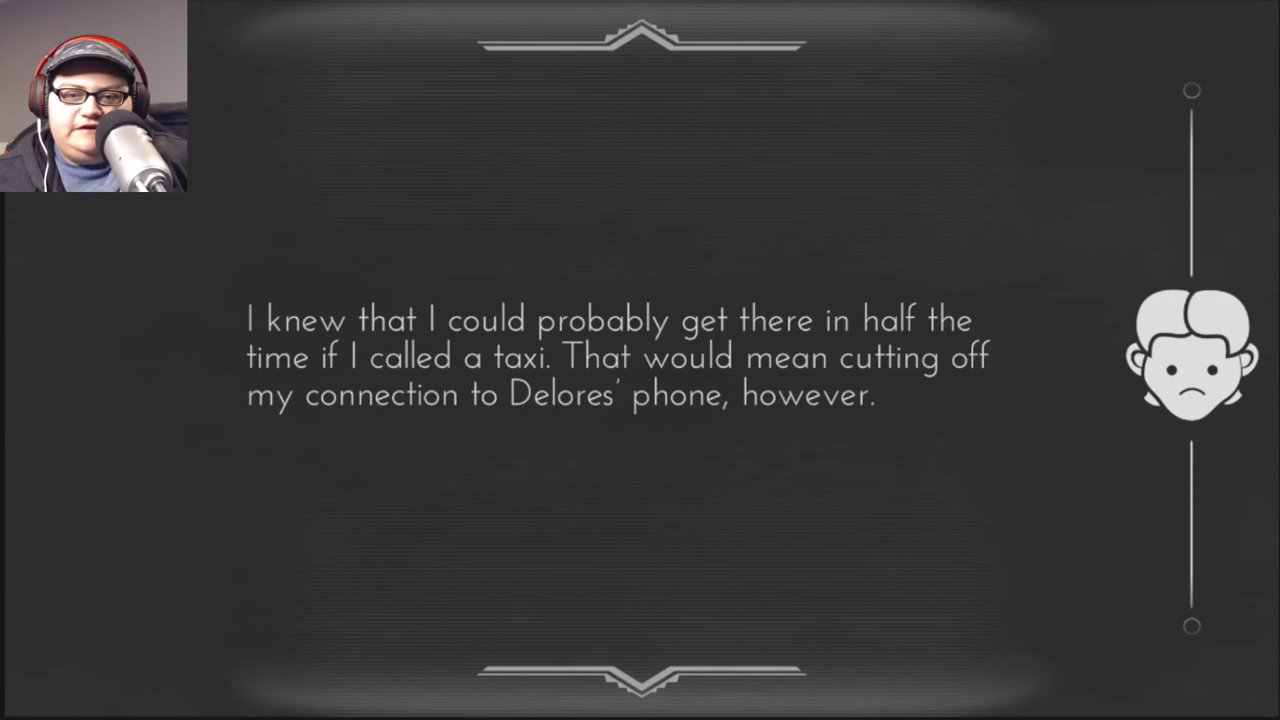 I knew that I could probably get there in half the
time if I called a taxi. That would mean cutting off
my connection to Delores' phone, however.